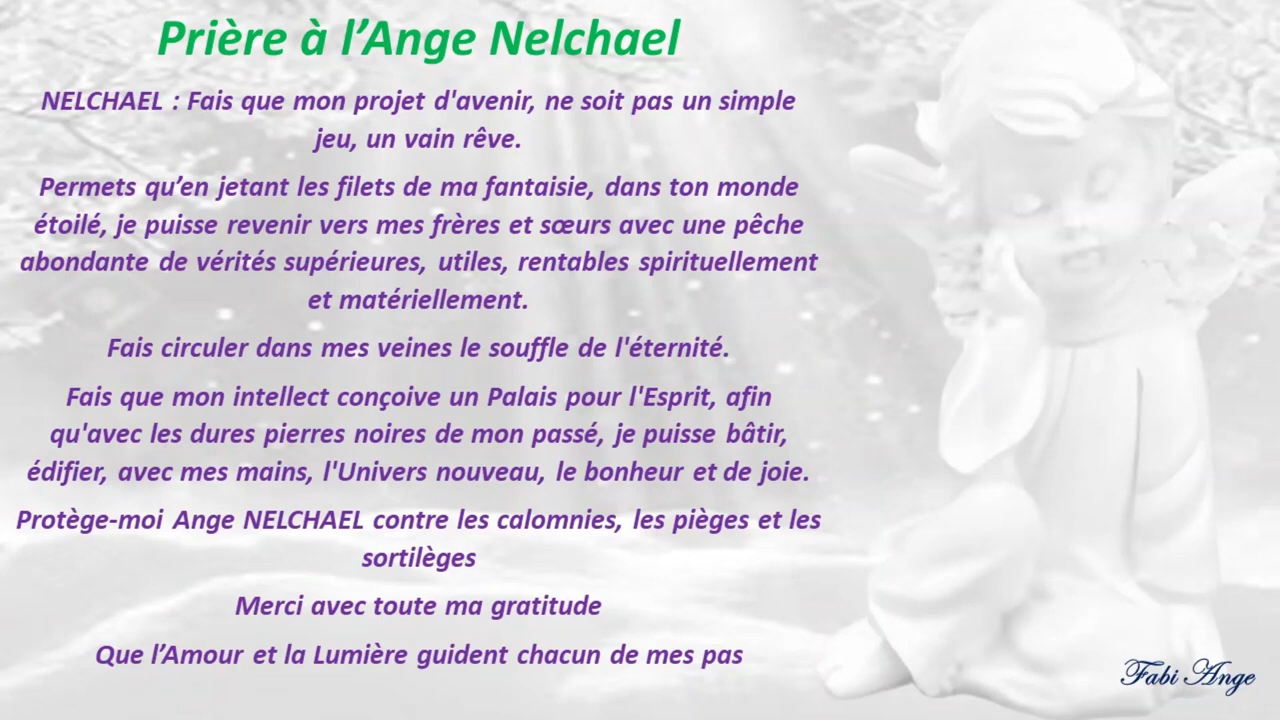 Prière à l’Ange Nelchael
NELCHAEL : Fais que mon projet d'avenir, ne soit pas un simple
jeu, un vain rêve.
Permets qu’en jetant les filets de ma fantaisie, dans ton monde
étoilé, je puisse revenir vers mes frères et sœurs avec une pêche
abondante de vérités supérieures, utiles, rentables spirituellement
et matériellement.
Fais circuler dans mes veines le souffle de l'éternité.
Fais que mon intellect conçoive un Palais pour l'Esprit, afin
qu'avec les dures pierres noires de mon passé, je puisse bâtir,
édifier, avec mes mains, l'Univers nouveau, le bonheur et de joie.
Protège-moi Ange NELCHAEL contre les calomnies, les pièges et les
sortilèges
Merci avec toute ma gratitude
Que l’Amour et la Lumière guident chacun de mes pas
Fabi Ange